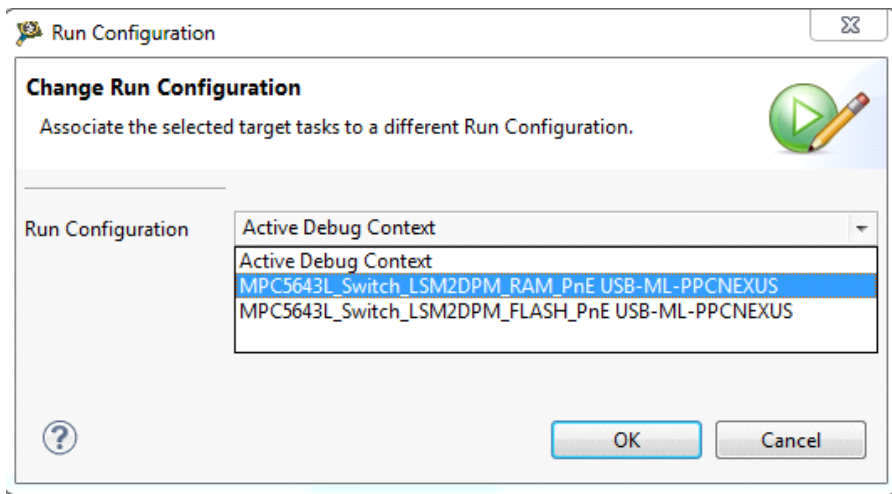 Run Configuration
Change Run Configuration
Associate the selected target tasks to a different Run Configuration.
Run Configuration Active Debug Context
Active Debug Context
MPC5643L_Switch_LSM2DPM_RAM_PnE USB-ML-PPCNEXUS
MPC5643L_Switch_LSM2DPM_FLASH_PnE USB-ML-PPCNEXUS
? OK Cancel